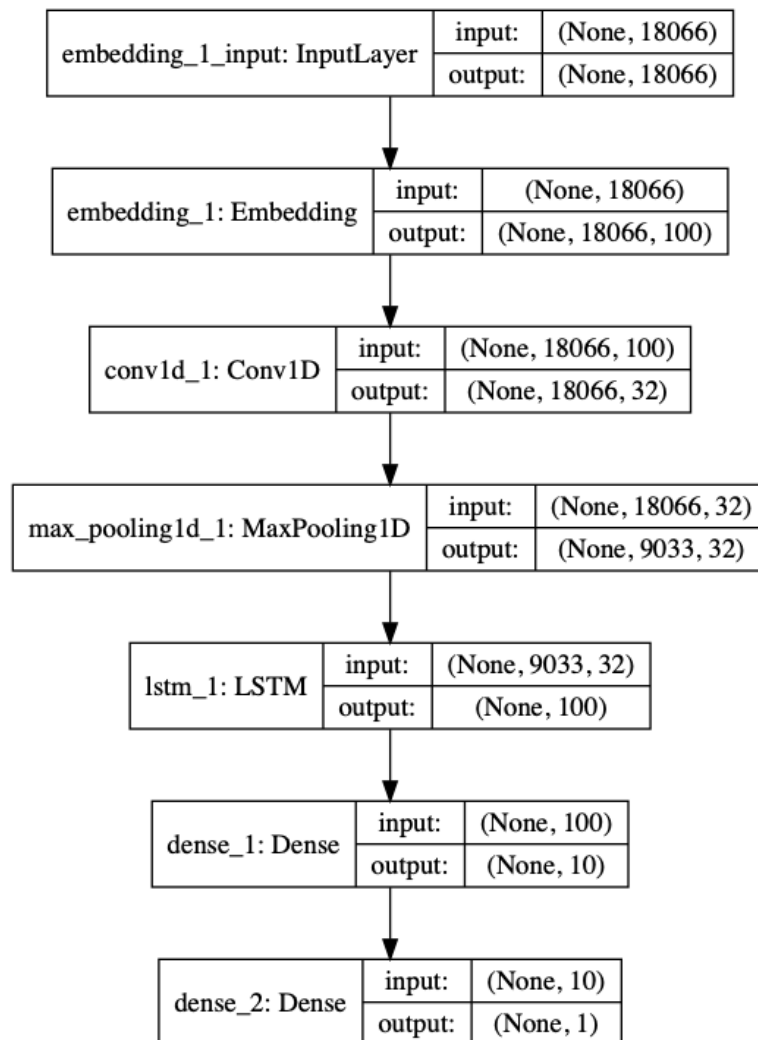 embedding_1_input: InputLayer
input: (None, 18066)
output: (None, 18066)
embedding_1: Embedding
input: (None, 18066)
output: (None, 18066, 100)
conv1d_1: Conv1D
input: (None, 18066, 100)
output: (None, 18066, 32)
max_pooling1d_1: MaxPooling1D
input: (None, 18066, 32)
output: (None, 9033, 32)
lstm_1: LSTM
input: (None, 9033, 32)
output: (None, 100)
dense_1: Dense
input: (None, 100)
output: (None, 10)
dense_2: Dense
input: (None, 10)
output: (None, 1)